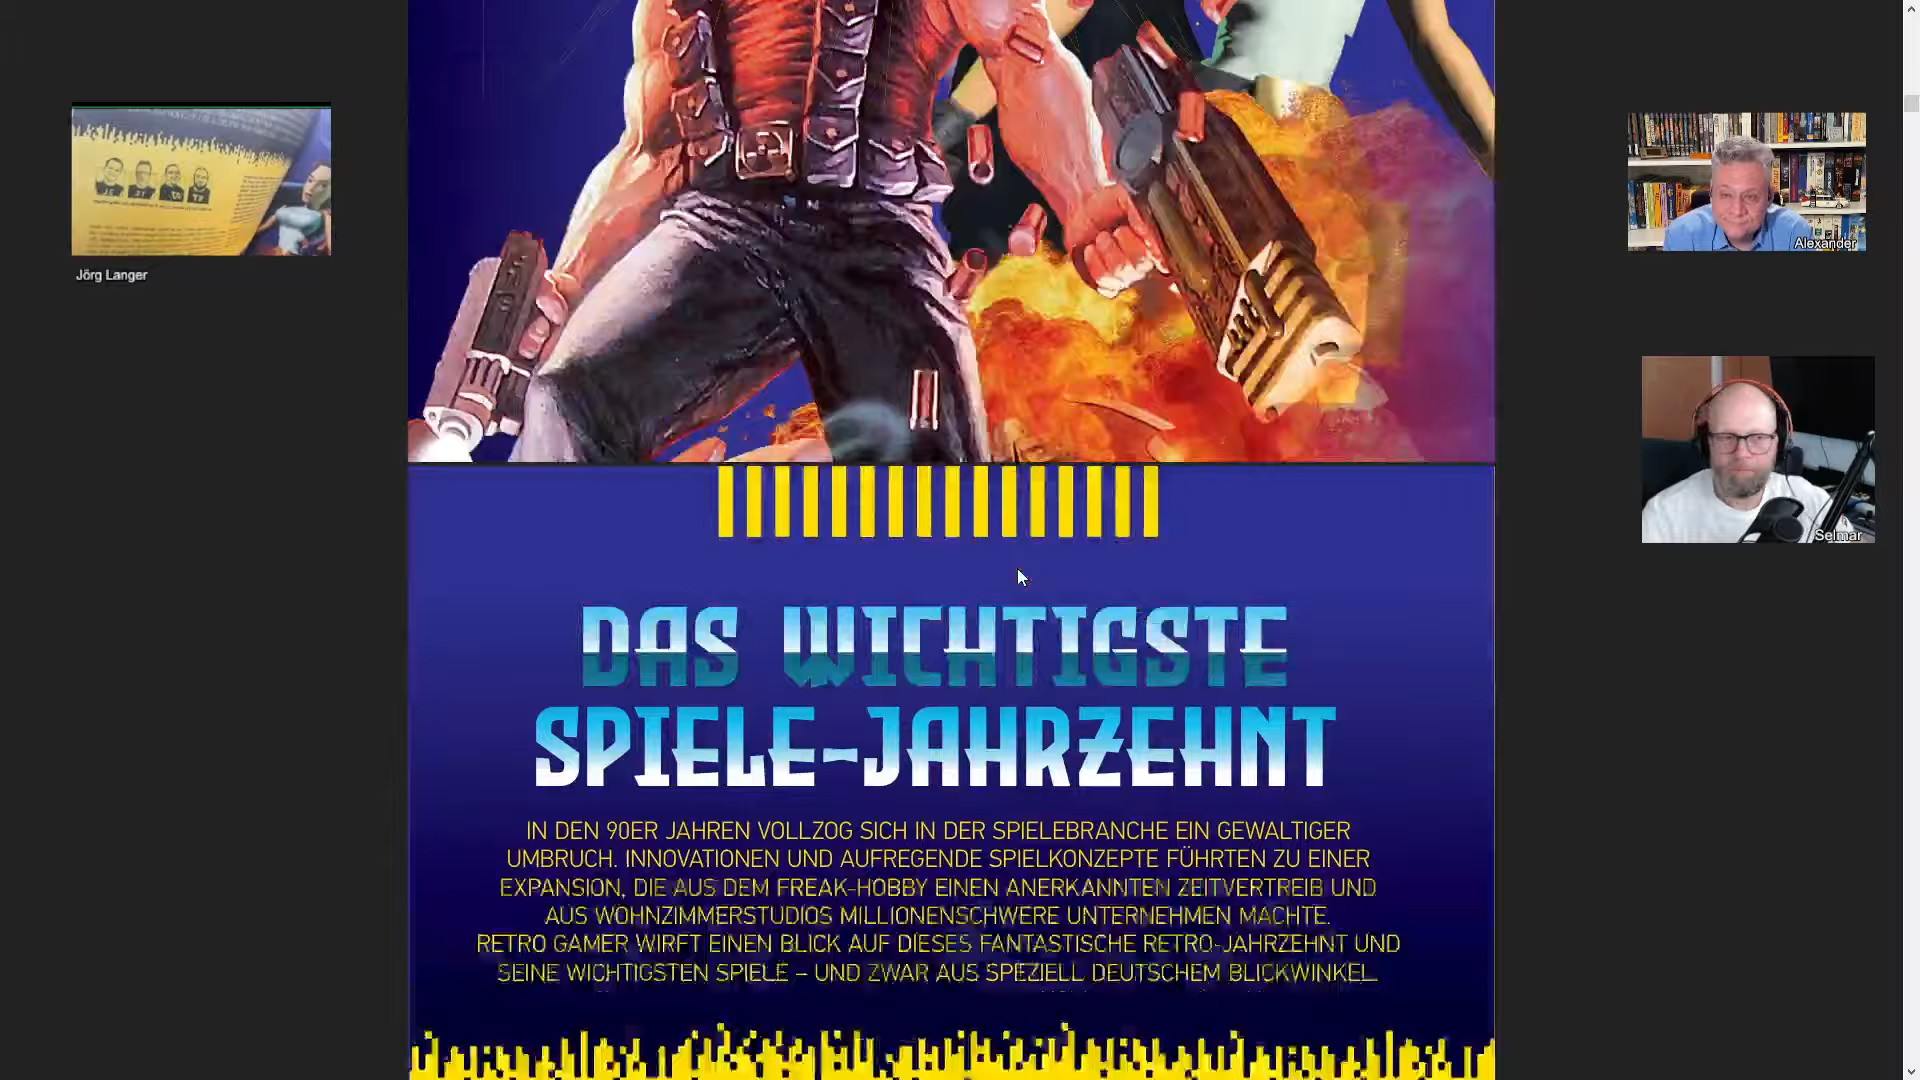 Jörg Langer
Alexander
Selmar
DAS WICHTIGSTE
SPIELE-JAHRZEHNT
IN DEN 90ER JAHREN VOLLZOG SICH IN DER SPIELEBRANCHE EIN GEWALTIGER
UMBRUCH. INNOVATIONEN UND AUFREGENDE SPIELKONZEPTE FÜHRTEN ZU EINER
EXPANSION, DIE AUS DEM FREAK-HOBBY EINEN ANERKANNTEN ZEITVERTREIB UND
AUS WOHNZIMMERSTUDIOS MILLIONENSCHWERE UNTERNEHMEN MACHTE.
RETRO GAMER WIRFT EINEN BLICK AUF DIESES FANTASTISCHE RETRO-JAHRZEHNT UND
SEINE WICHTIGSTEN SPIELE – UND ZWAR AUS SPEZIELL DEUTSCHEM BLICKWINKEL.